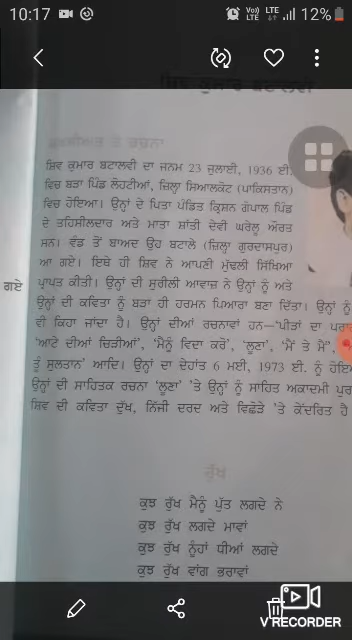 10:17
Vo)) LTE LTE 12%
ਸ਼ਿਵ ਕੁਮਾਰ ਬਟਾਲਵੀ
ਤੇ ਰਚਨਾ
ਸ਼ਿਵ ਕੁਮਾਰ ਬਟਾਲਵੀ ਦਾ ਜਨਮ 23 ਜੁਲਾਈ, 1936 ਈ.
ਵਿਚ ਬੜਾ ਪਿੰਡ ਲੋਹਟੀਆਂ, ਜ਼ਿਲ੍ਹਾ ਸਿਆਲਕੋਟ (ਪਾਕਿਸਤਾਨ)
ਵਿਚ ਹੋਇਆ। ਉਨ੍ਹਾਂ ਦੇ ਪਿਤਾ ਪੰਡਿਤ ਕ੍ਰਿਸ਼ਨ ਗੋਪਾਲ ਪਿੰਡ
ਦੇ ਤਹਿਸੀਲਦਾਰ ਅਤੇ ਮਾਤਾ ਸ਼ਾਂਤੀ ਦੇਵੀ ਘਰੇਲੂ ਔਰਤ
ਸਨ। ਵੰਡ ਤੋਂ ਬਾਅਦ ਉਹ ਬਟਾਲੇ (ਜ਼ਿਲ੍ਹਾ ਗੁਰਦਾਸਪੁਰ)
ਆ ਗਏ। ਇਥੇ ਹੀ ਸ਼ਿਵ ਨੇ ਆਪਣੀ ਮੁੱਢਲੀ ਸਿੱਖਿਆ
ਗਏ ਪ੍ਰਾਪਤ ਕੀਤੀ। ਉਨ੍ਹਾਂ ਦੀ ਸੁਰੀਲੀ ਆਵਾਜ਼ ਨੇ ਉਨ੍ਹਾਂ ਨੂੰ ਅਤੇ
ਉਨ੍ਹਾਂ ਦੀ ਕਵਿਤਾ ਨੂੰ ਬੜਾ ਹੀ ਹਰਮਨ ਪਿਆਰਾ ਬਣਾ ਦਿੱਤਾ। ਉਨ੍ਹਾਂ ਨੂੰ
ਵੀ ਕਿਹਾ ਜਾਂਦਾ ਹੈ। ਉਨ੍ਹਾਂ ਦੀਆਂ ਰਚਨਾਵਾਂ ਹਨ—'ਪੀੜਾਂ ਦਾ ਪਰਾ
'ਆਟੇ ਦੀਆਂ ਚਿੜੀਆਂ', 'ਮੈਨੂੰ ਵਿਦਾ ਕਰੋ', 'ਲੂਣਾ', 'ਮੈਂ ਤੇ ਮੈਂ',
ਤੂੰ ਸੁਲਤਾਨ' ਆਦਿ। ਉਨ੍ਹਾਂ ਦਾ ਦੇਹਾਂਤ 6 ਮਈ, 1973 ਈ. ਨੂੰ ਹੋਇ
ਉਨ੍ਹਾਂ ਦੀ ਸਾਹਿਤਕ ਰਚਨਾ 'ਲੂਣਾ' 'ਤੇ ਉਨ੍ਹਾਂ ਨੂੰ ਸਾਹਿਤ ਅਕਾਦਮੀ ਪੁਰ
ਸ਼ਿਵ ਦੀ ਕਵਿਤਾ ਦੁੱਖ, ਨਿੱਜੀ ਦਰਦ ਅਤੇ ਵਿਛੋੜੇ 'ਤੇ ਕੇਂਦਰਿਤ ਹੈ
ਰੁੱਖ
ਕੁਝ ਰੁੱਖ ਮੈਨੂੰ ਪੁੱਤ ਲਗਦੇ ਨੇ
ਕੁਝ ਰੁੱਖ ਲਗਦੇ ਮਾਵਾਂ
ਕੁਝ ਰੁੱਖ ਨੂੰਹਾਂ ਧੀਆਂ ਲਗਦੇ
ਕੁਝ ਰੁੱਖ ਵਾਂਗ ਭਰਾਵਾਂ
V RECORDER